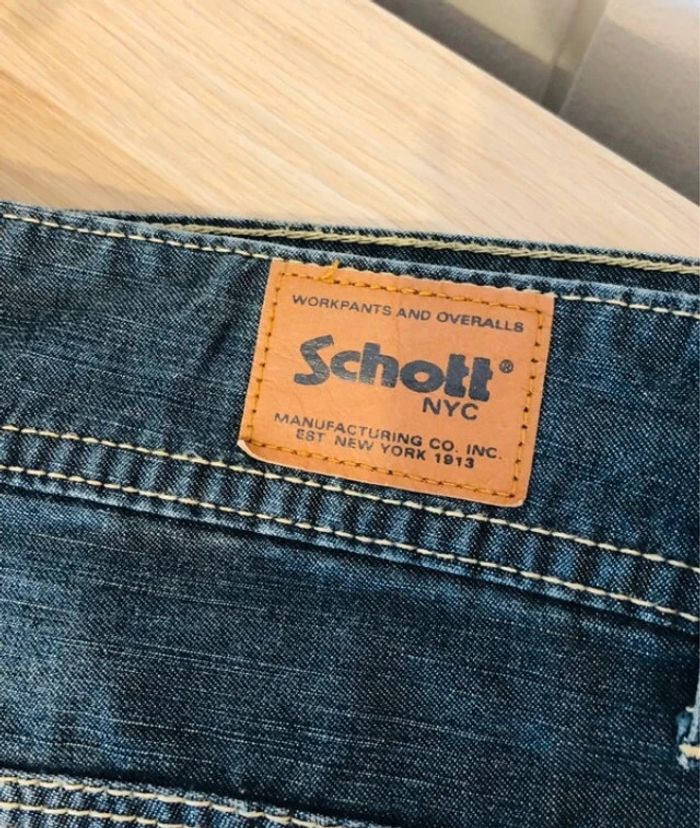 WORKPANTS AND OVERALLS
Schott®
NYC
MANUFACTURING CO. INC.
EST NEW YORK 1913